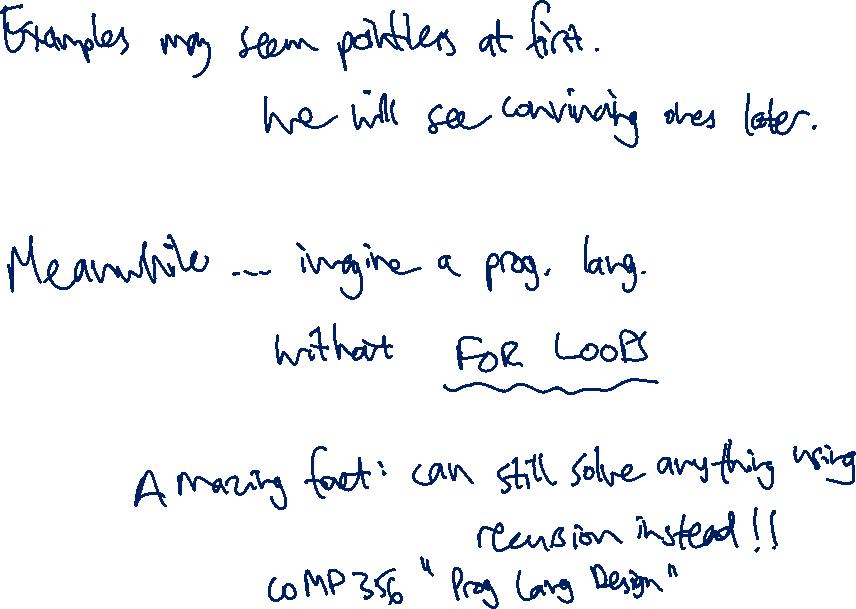 Examples may seem pointless at first.
We will see convincing ones later.
Meanwhile --- imagine a prog. lang.
without FOR LOOPS
Amazing fact: can still solve anything using
recursion instead!!
COMP356 "Prog Lang Design"